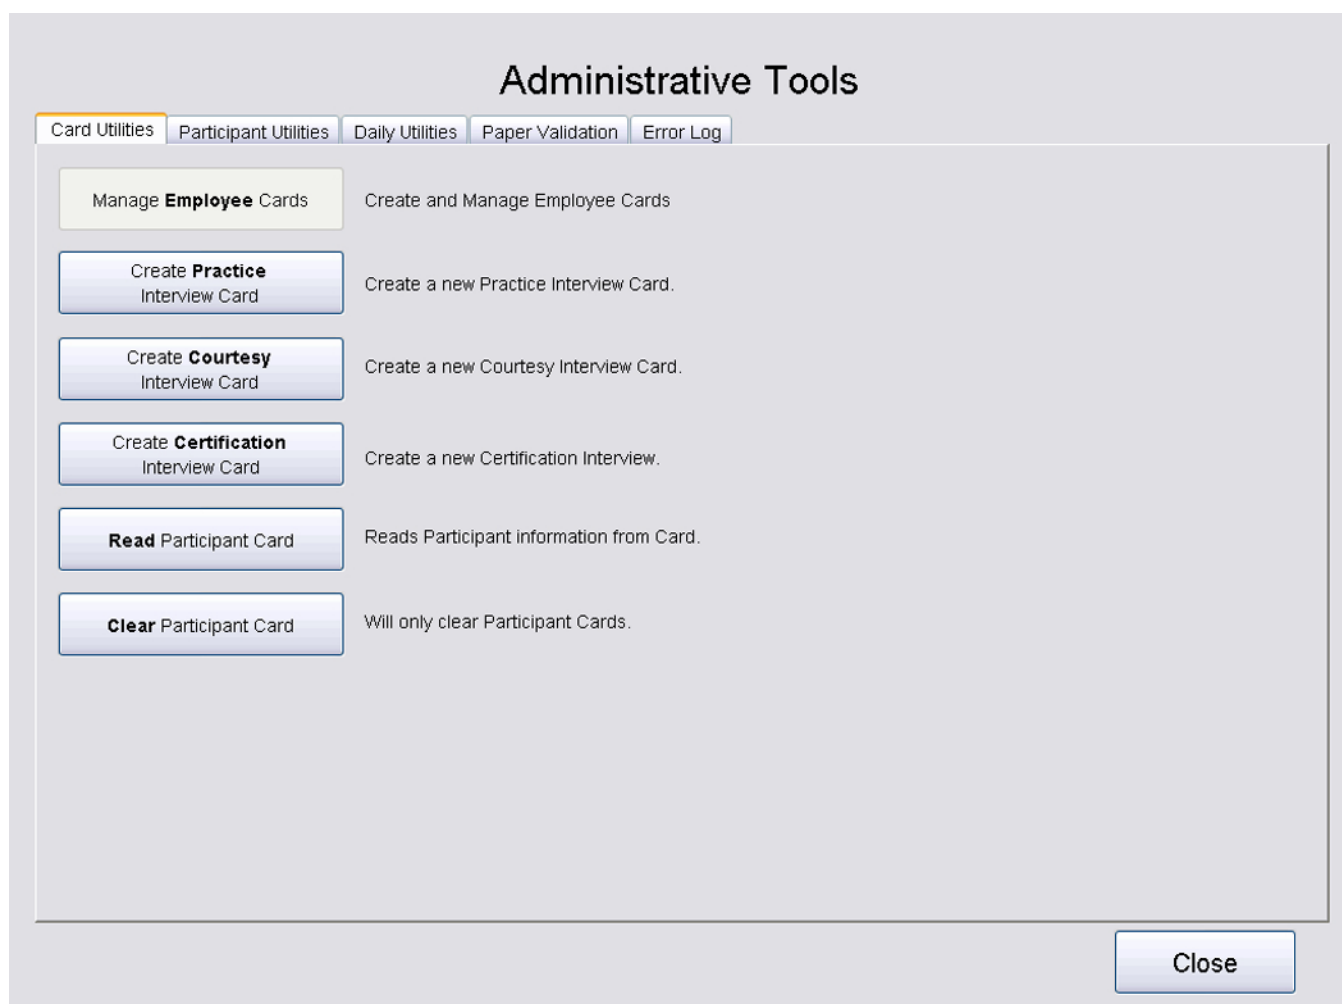 Administrative Tools
Card Utilities Participant Utilities Daily Utilities Paper Validation Error Log
Manage Employee Cards Create and Manage Employee Cards
Create Practice
Interview Card
Create a new Practice Interview Card.
Create Courtesy
Interview Card
Create a new Courtesy Interview Card.
Create Certification
Interview Card
Create a new Certification Interview.
Read Participant Card Reads Participant information from Card.
Clear Participant Card Will only clear Participant Cards.
Close